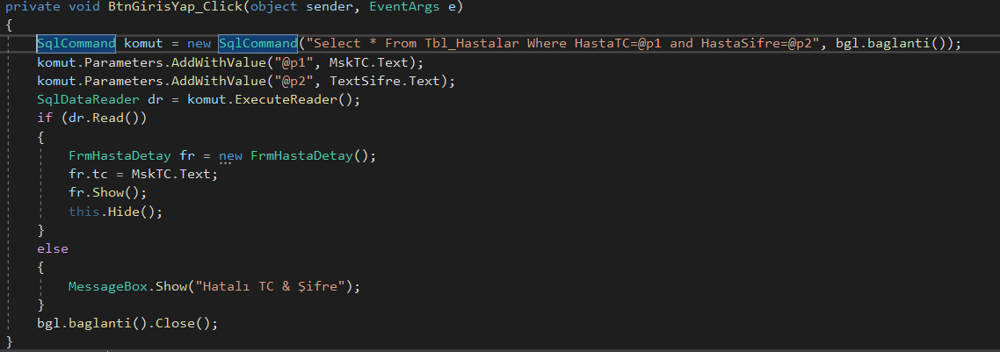 private void BtnGirisYap_Click(object sender, EventArgs e)
{
SqlCommand komut = new SqlCommand("Select * From Tbl_Hastalar Where HastaTC=@p1 and HastaSifre=@p2", bgl.baglanti());
komut.Parameters.AddWithValue("@p1", MskTC.Text);
komut.Parameters.AddWithValue("@p2", TextSifre.Text);
SqlDataReader dr = komut.ExecuteReader();
if (dr.Read())
{
FrmHastaDetay fr = new FrmHastaDetay();
fr.tc = MskTC.Text;
fr.Show();
this.Hide();
}
else
{
MessageBox.Show("Hatalı TC & Şifre");
}
bgl.baglanti().Close();
}